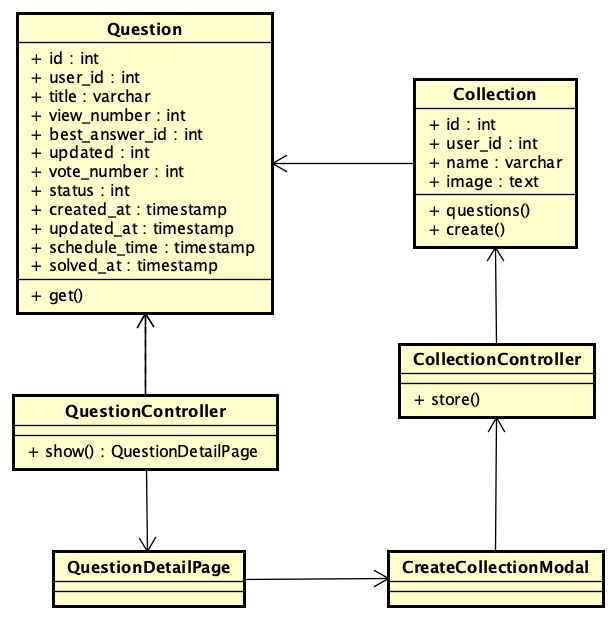 Question
+ id : int
+ user_id : int
+ title : varchar
+ view_number : int
+ best_answer_id : int
+ updated : int
+ vote_number : int
+ status : int
+ created_at : timestamp
+ updated_at : timestamp
+ schedule_time : timestamp
+ solved_at : timestamp
+ get()
Collection
+ id : int
+ user_id : int
+ name : varchar
+ image : text
+ questions()
+ create()
CollectionController
+ store()
QuestionController
+ show() : QuestionDetailPage
QuestionDetailPage
CreateCollectionModal